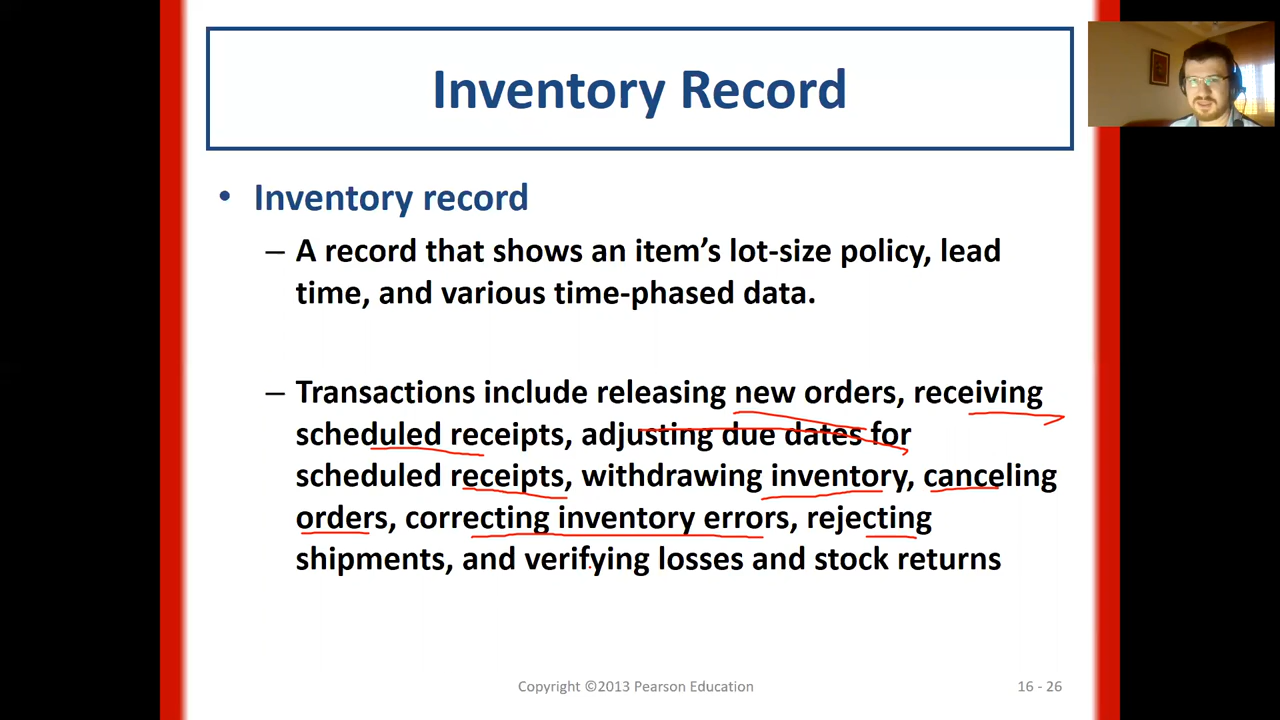 Inventory Record
• Inventory record
– A record that shows an item’s lot-size policy, lead
time, and various time-phased data.
– Transactions include releasing new orders, receiving
scheduled receipts, adjusting due dates for
scheduled receipts, withdrawing inventory, canceling
orders, correcting inventory errors, rejecting
shipments, and verifying losses and stock returns
Copyright ©2013 Pearson Education
16 - 26